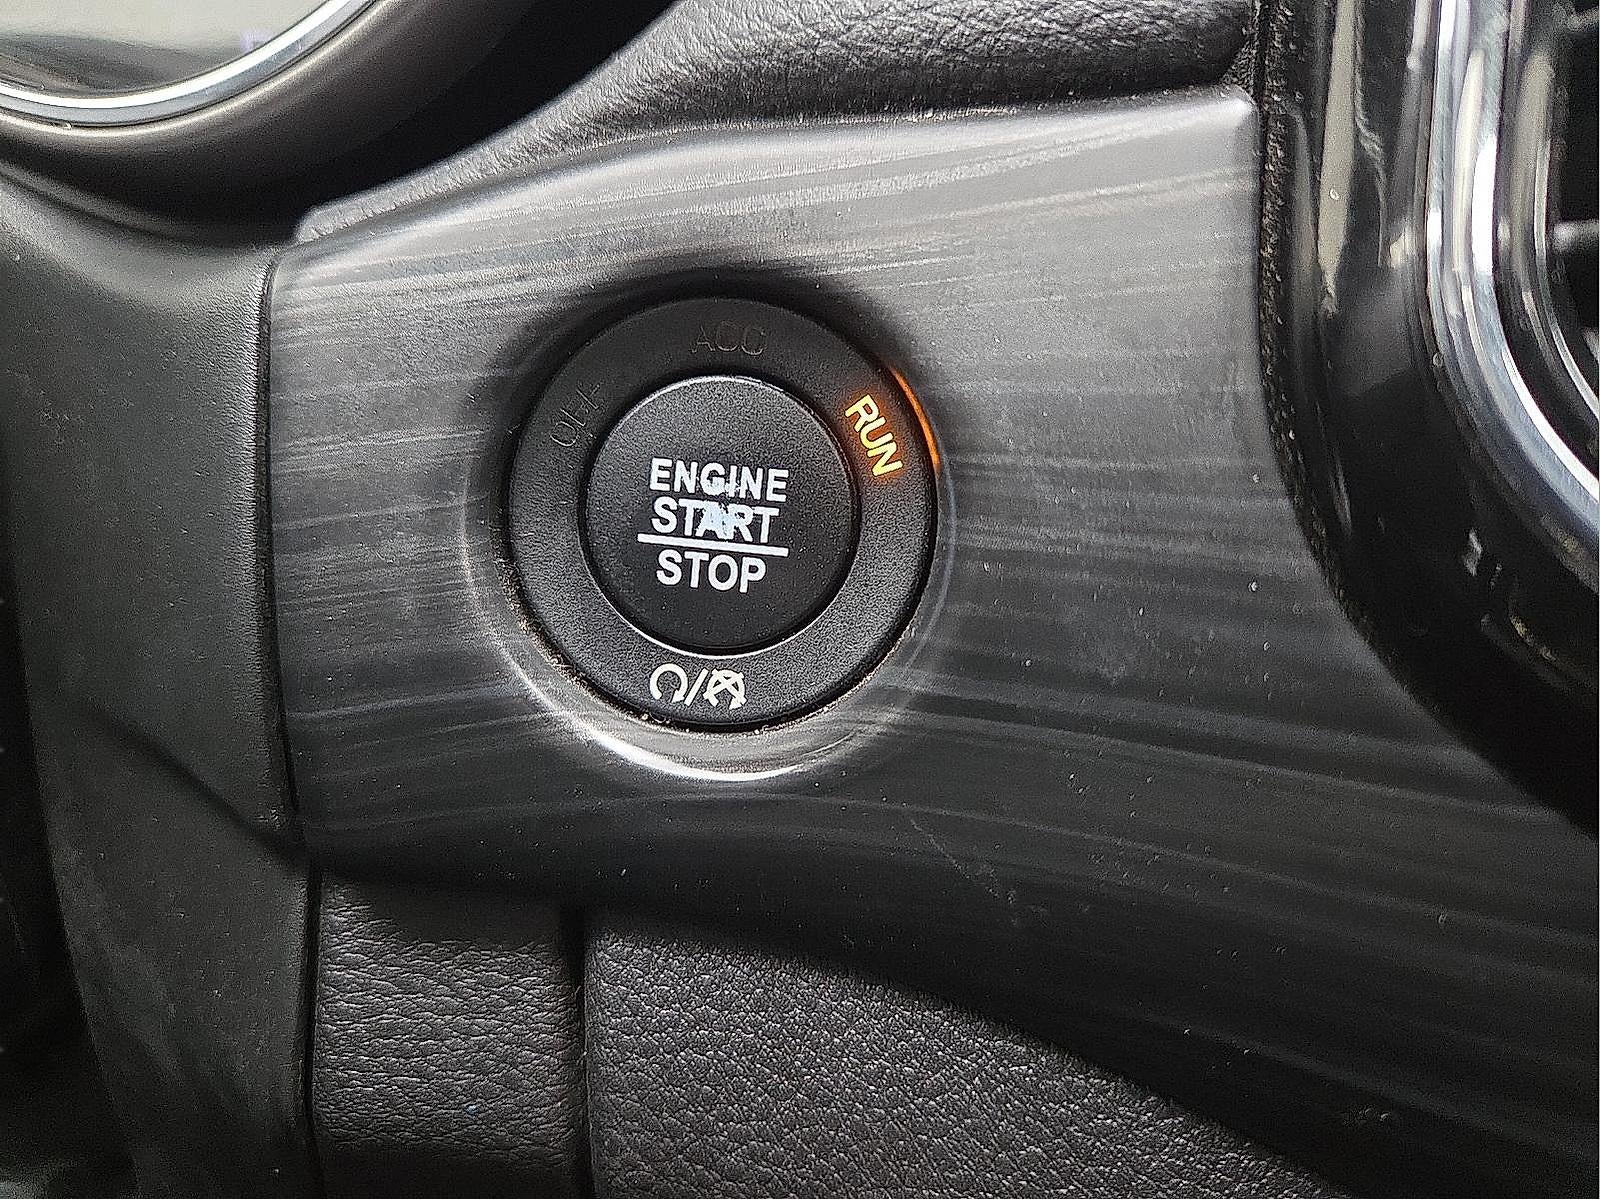 ACC
OFF
RUN
ENGINE
START
STOP